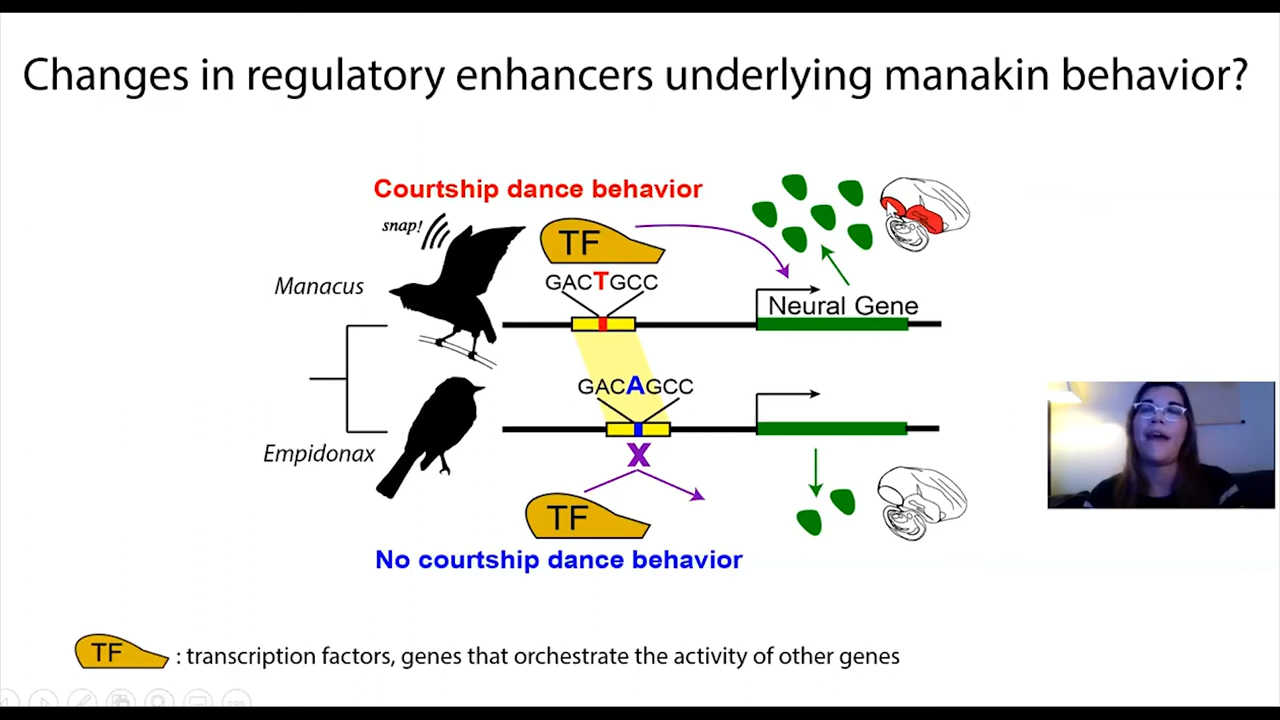 Changes in regulatory enhancers underlying manakin behavior?
Courtship dance behavior
snap!
TF
GACTGCC
Manacus
Neural Gene
GACAGCC
Empidonax
X
TF
No courtship dance behavior
TF : transcription factors, genes that orchestrate the activity of other genes